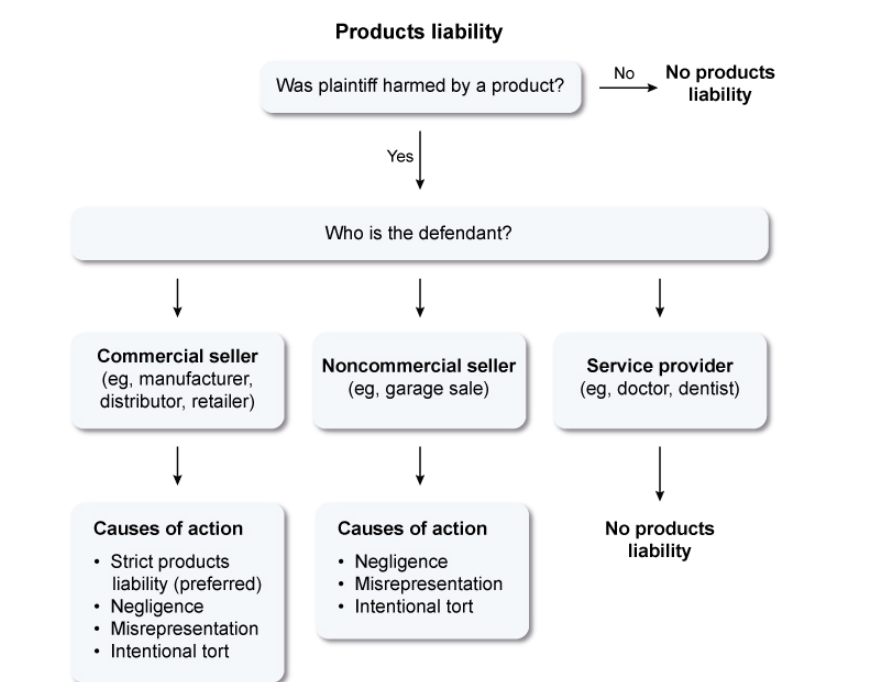 Products liability
Was plaintiff harmed by a product?
No
No products
liability
Yes
Who is the defendant?
Commercial seller
(eg, manufacturer,
distributor, retailer)
Noncommercial seller
(eg, garage sale)
Service provider
(eg, doctor, dentist)
Causes of action
• Strict products
liability (preferred)
• Negligence
• Misrepresentation
• Intentional tort
Causes of action
• Negligence
• Misrepresentation
• Intentional tort
No products
liability